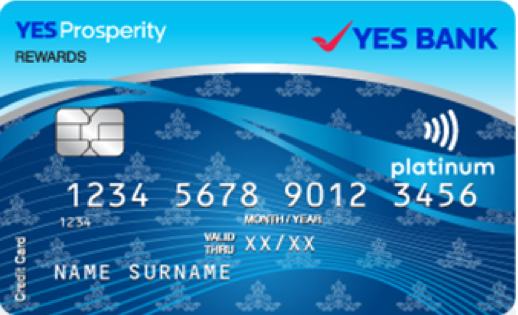 YES Prosperity
REWARDS
YES BANK
platinum
1234 5678 9012 3456
1234
MONTH/YEAR
VALID THRU XX/XX
NAME SURNAME
Credit Card